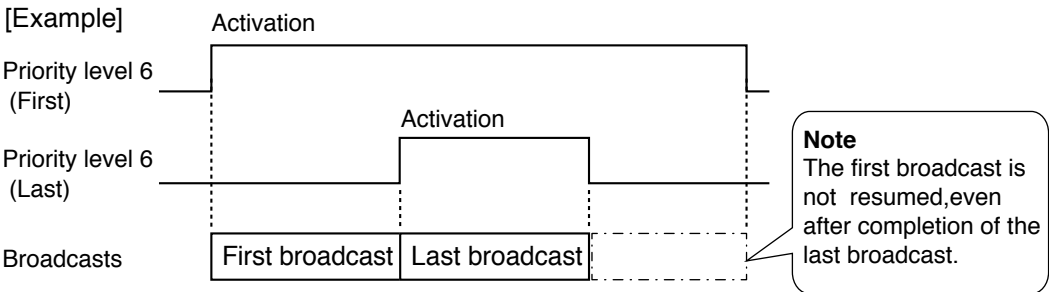 [Example]
Activation
Priority level 6
(First)
Activation
Priority level 6
(Last)
Broadcasts
First broadcast
Last broadcast
Note
The first broadcast is
not resumed,even
after completion of the
last broadcast.